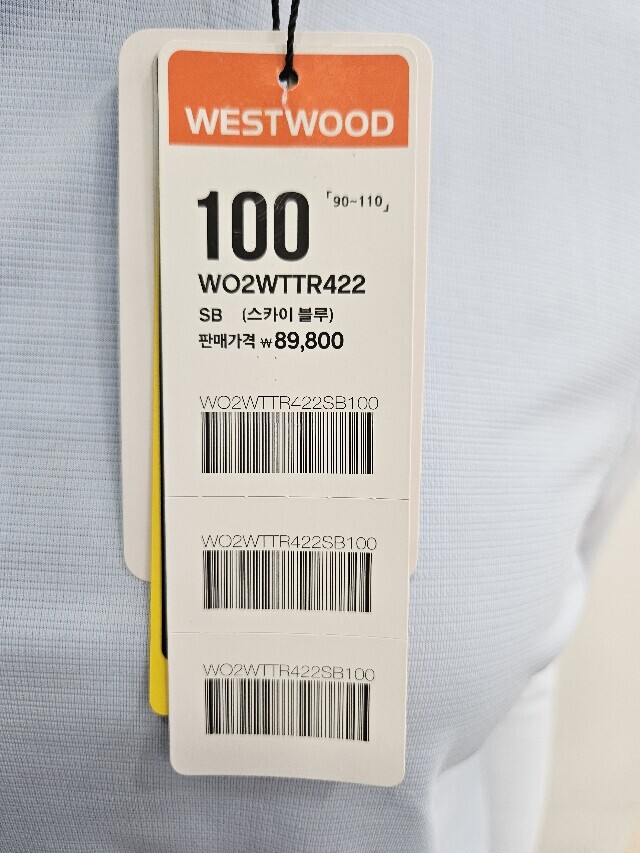 WESTWOOD
100 「90~110」
WO2WTTR422
SB (스카이 블루)
판매가격 ₩89,800
WO2WTTR422SB100
WO2WTTR422SB100
WO2WTTR422SB100